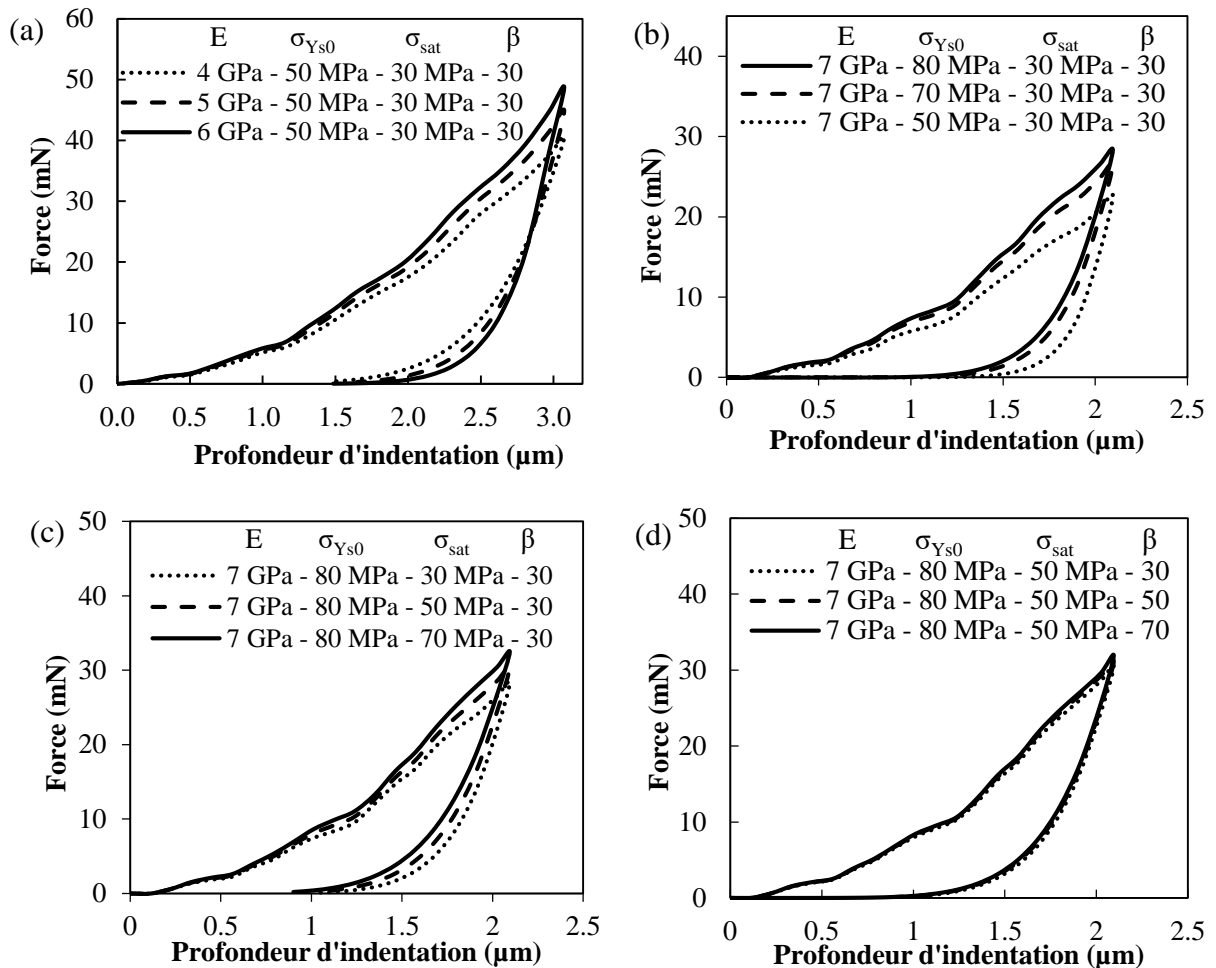 (a)
60
50
40
30
20
10
0
Force (mN)
E σYs0 σsat β
4 GPa - 50 MPa - 30 MPa - 30
5 GPa - 50 MPa - 30 MPa - 30
6 GPa - 50 MPa - 30 MPa - 30
0.0 0.5 1.0 1.5 2.0 2.5 3.0
Profondeur d'indentation (µm)
(b)
40
30
20
10
0
Force (mN)
E σYs0 σsat β
7 GPa - 80 MPa - 30 MPa - 30
7 GPa - 70 MPa - 30 MPa - 30
7 GPa - 50 MPa - 30 MPa - 30
0 0.5 1 1.5 2 2.5
Profondeur d'indentation (µm)
(c)
50
40
30
20
10
0
Force (mN)
E σYs0 σsat β
7 GPa - 80 MPa - 30 MPa - 30
7 GPa - 80 MPa - 50 MPa - 30
7 GPa - 80 MPa - 70 MPa - 30
0 0.5 1 1.5 2 2.5
Profondeur d'indentation (µm)
(d)
50
40
30
20
10
0
Force (mN)
E σYs0 σsat β
7 GPa - 80 MPa - 50 MPa - 30
7 GPa - 80 MPa - 50 MPa - 50
7 GPa - 80 MPa - 50 MPa - 70
0 0.5 1 1.5 2 2.5
Profondeur d'indentation (µm)